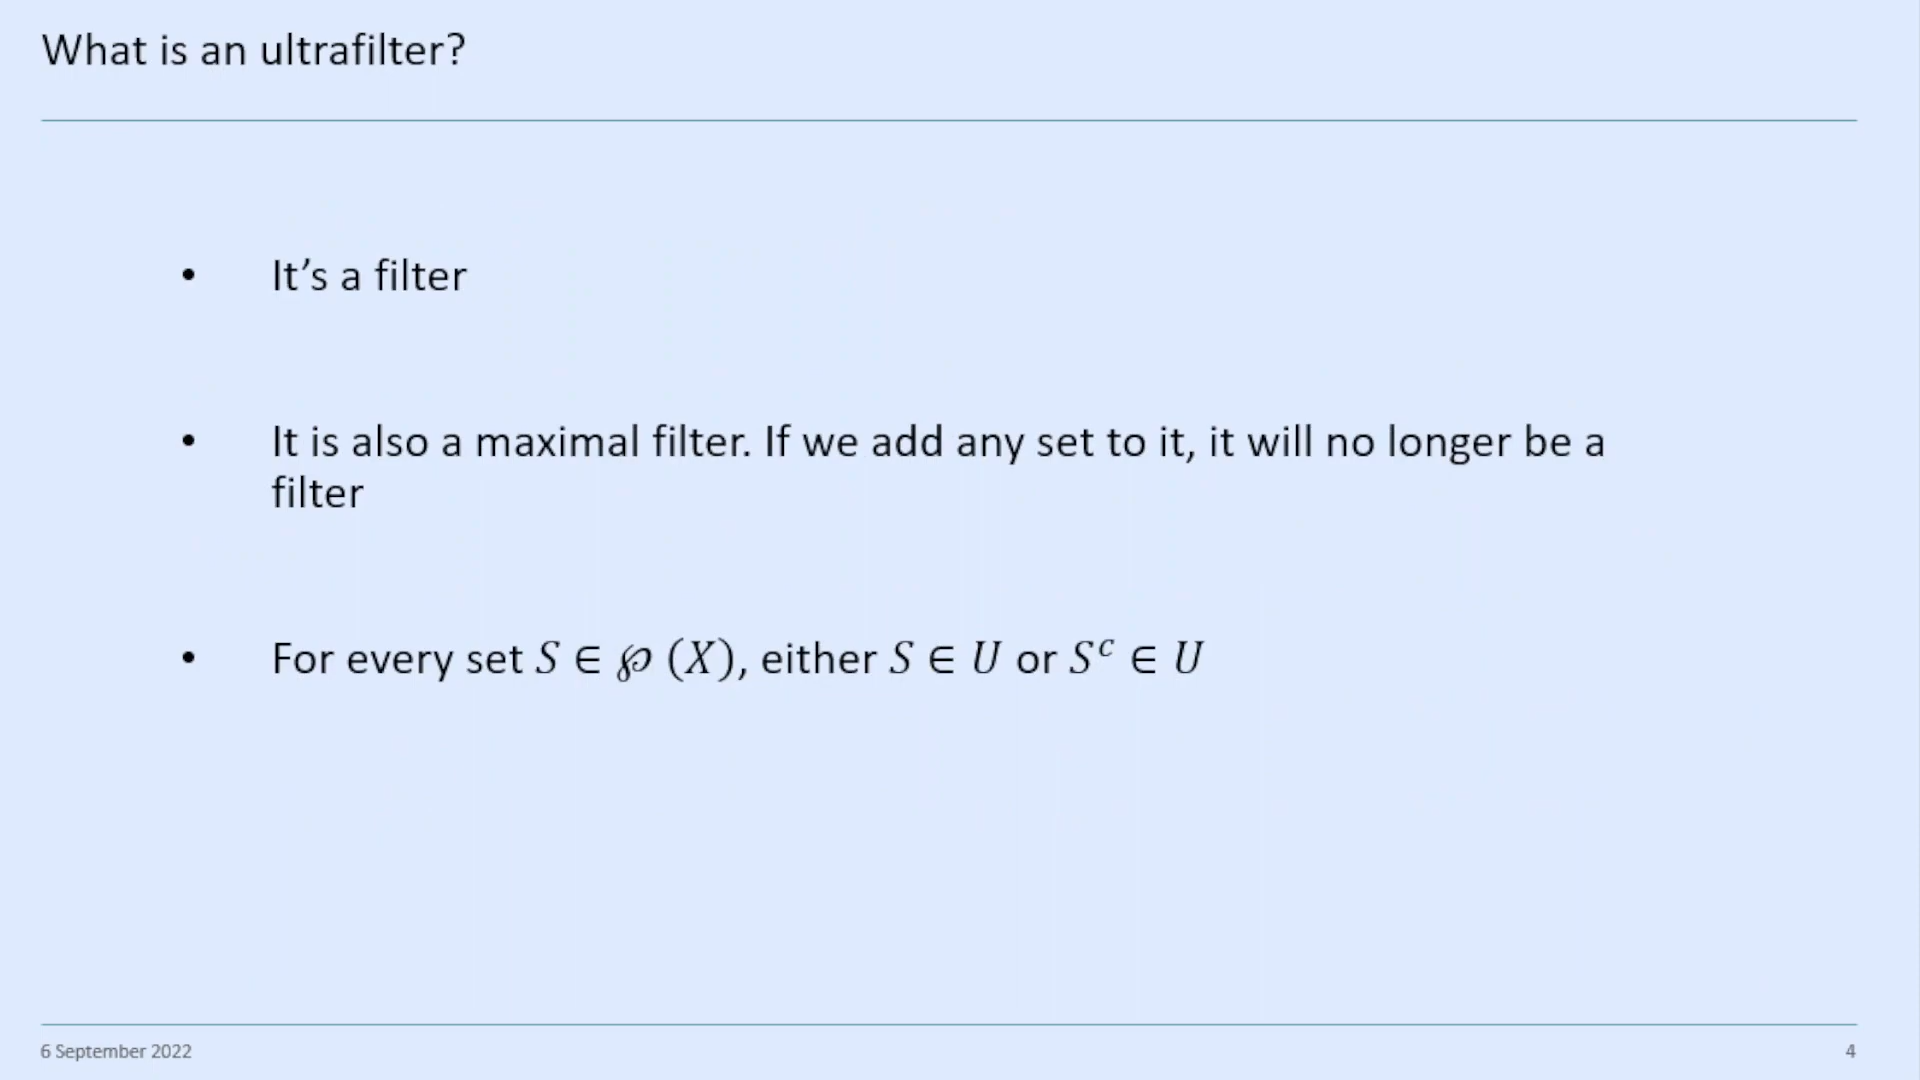 What is an ultrafilter?
• It’s a filter
• It is also a maximal filter. If we add any set to it, it will no longer be a
filter
• For every set S ∈ ℘ (X), either S ∈ U or Sᶜ ∈ U
6 September 2022
4